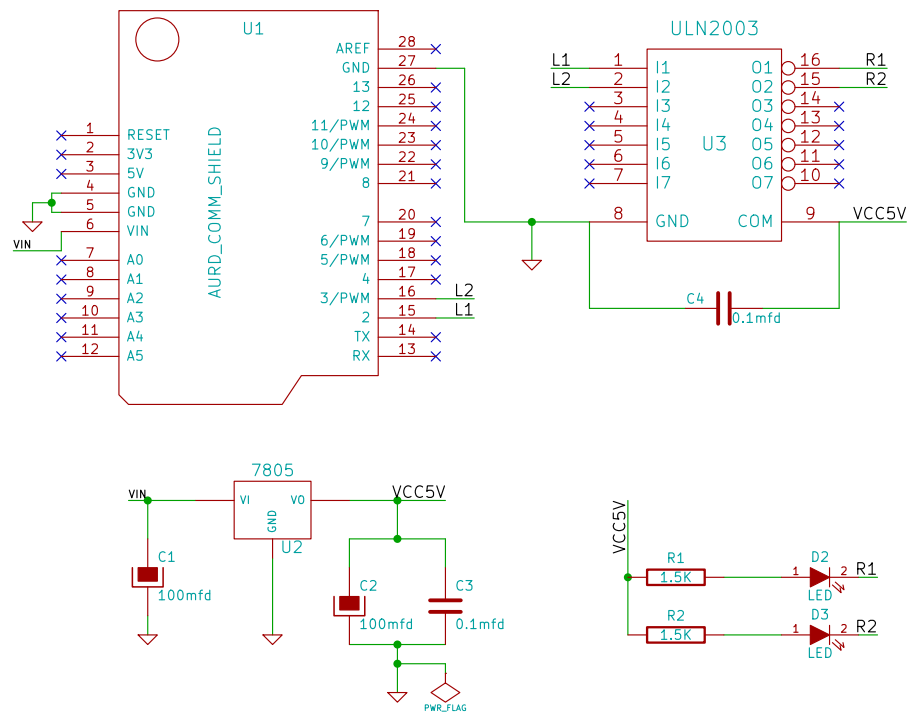 U1
AURD_COMM_SHIELD
1 RESET
2 3V3
3 5V
4 GND
5 GND
6 VIN
VIN
7 A0
8 A1
9 A2
10 A3
11 A4
12 A5
AREF 28
GND 27
13 26
12 25
11/PWM 24
10/PWM 23
9/PWM 22
8 21
7 20
6/PWM 19
5/PWM 18
4 17
3/PWM 16 L2
2 15 L1
TX 14
RX 13
ULN2003
U3
L1 1 I1 O1 16 R1
L2 2 I2 O2 15 R2
3 I3 O3 14
4 I4 O4 13
5 I5 O5 12
6 I6 O6 11
7 I7 O7 10
8 GND COM 9 VCC5V
C4
0.1mfd
7805
VIN VI VO VCC5V
GND
U2
C1
100mfd
C2
100mfd
C3
0.1mfd
PWR_FLAG
VCC5V
R1
1.5K
1 D2 2 R1
LED
R2
1.5K
1 D3 2 R2
LED